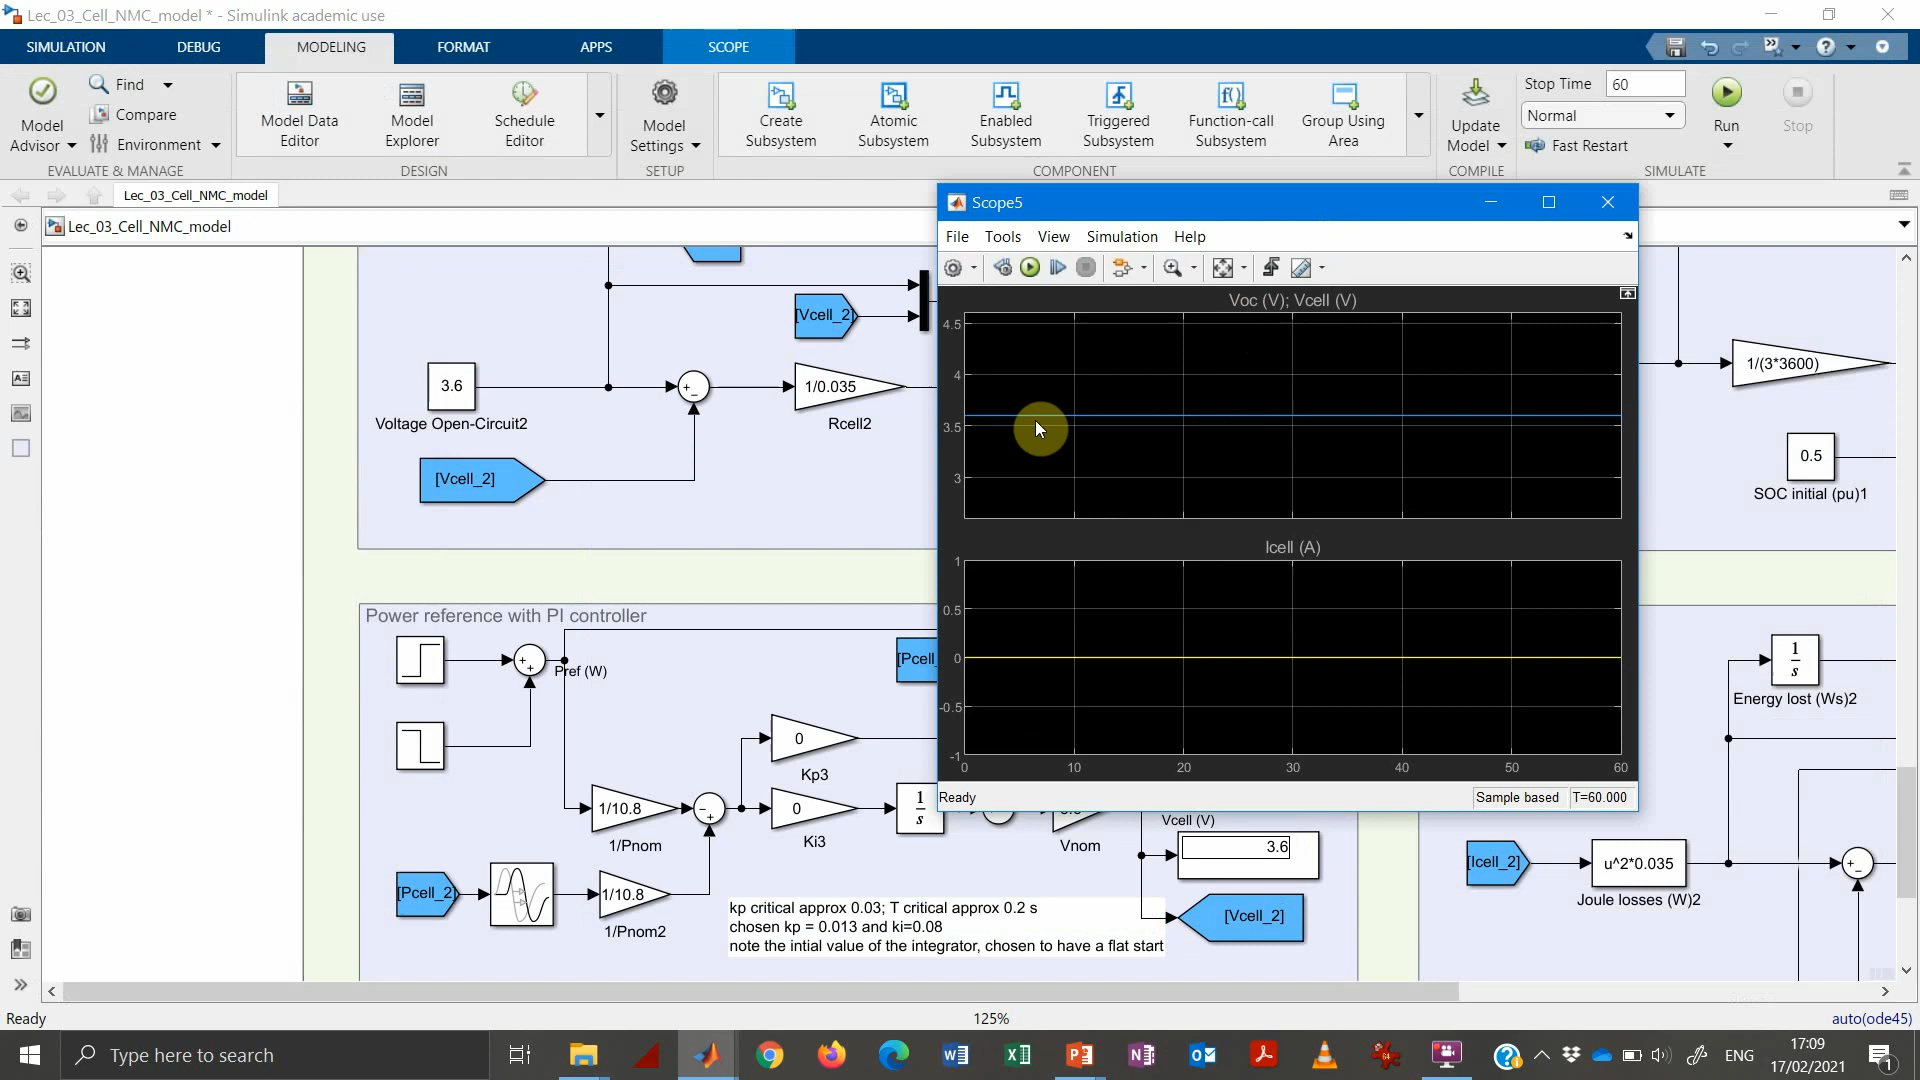 Lec_03_Cell_NMC_model * - Simulink academic use
SIMULATION
DEBUG
MODELING
FORMAT
APPS
SCOPE
Model Advisor
Find
Compare
Environment
EVALUATE & MANAGE
Model Data Editor
Model Explorer
Schedule Editor
DESIGN
Model Settings
SETUP
Create Subsystem
Atomic Subsystem
Enabled Subsystem
Triggered Subsystem
Function-call Subsystem
Group Using Area
COMPONENT
Update Model
COMPILE
Stop Time 60
Normal
Fast Restart
Run
Stop
SIMULATE
Lec_03_Cell_NMC_model
Lec_03_Cell_NMC_model
[Vcell_2]
3.6
Voltage Open-Circuit2
1/0.035
Rcell2
[Vcell_2]
Scope5
File Tools View Simulation Help
Voc (V); Vcell (V)
4.5
4
3.5
3
Icell (A)
1
0.5
0
-0.5
-1
0 10 20 30 40 50 60
Ready
Sample based
T=60.000
1/(3*3600)
0.5
SOC initial (pu)1
Power reference with PI controller
Pref (W)
[Pcell_
0
Kp3
1/10.8
1/Pnom
0
Ki3
1
s
Vnom
Vcell (V)
3.6
[Vcell_2]
[Pcell_2]
1/10.8
1/Pnom2
kp critical approx 0.03; T critical approx 0.2 s
chosen kp = 0.013 and ki=0.08
note the intial value of the integrator, chosen to have a flat start
1
s
Energy lost (Ws)2
[Icell_2]
u^2*0.035
Joule losses (W)2
Ready
125%
auto(ode45)
Type here to search
ENG
17:09
17/02/2021
1